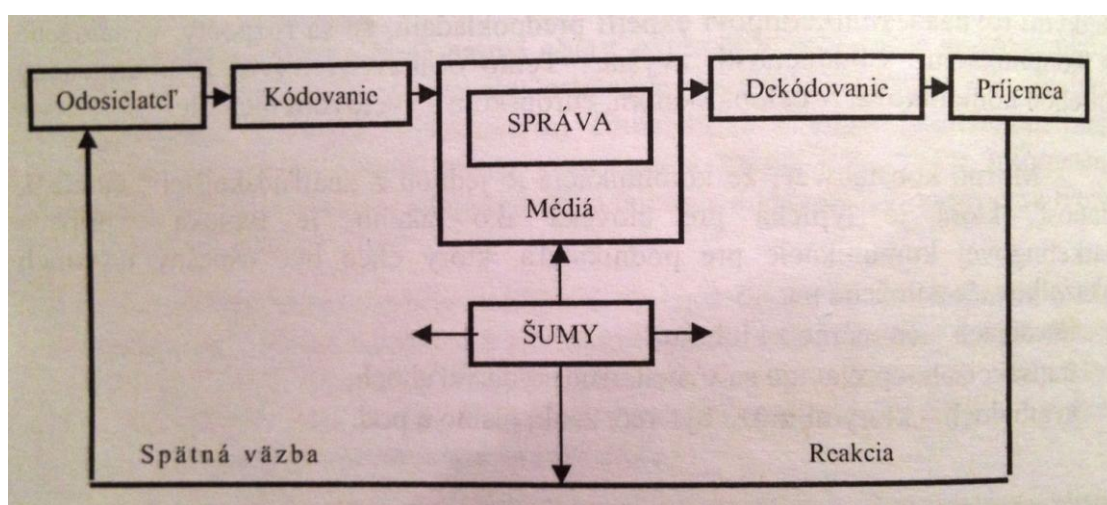 Odosielateľ
Kódovanie
SPRÁVA
Médiá
Dekódovanie
Príjemca
ŠUMY
Spätná väzba
Reakcia